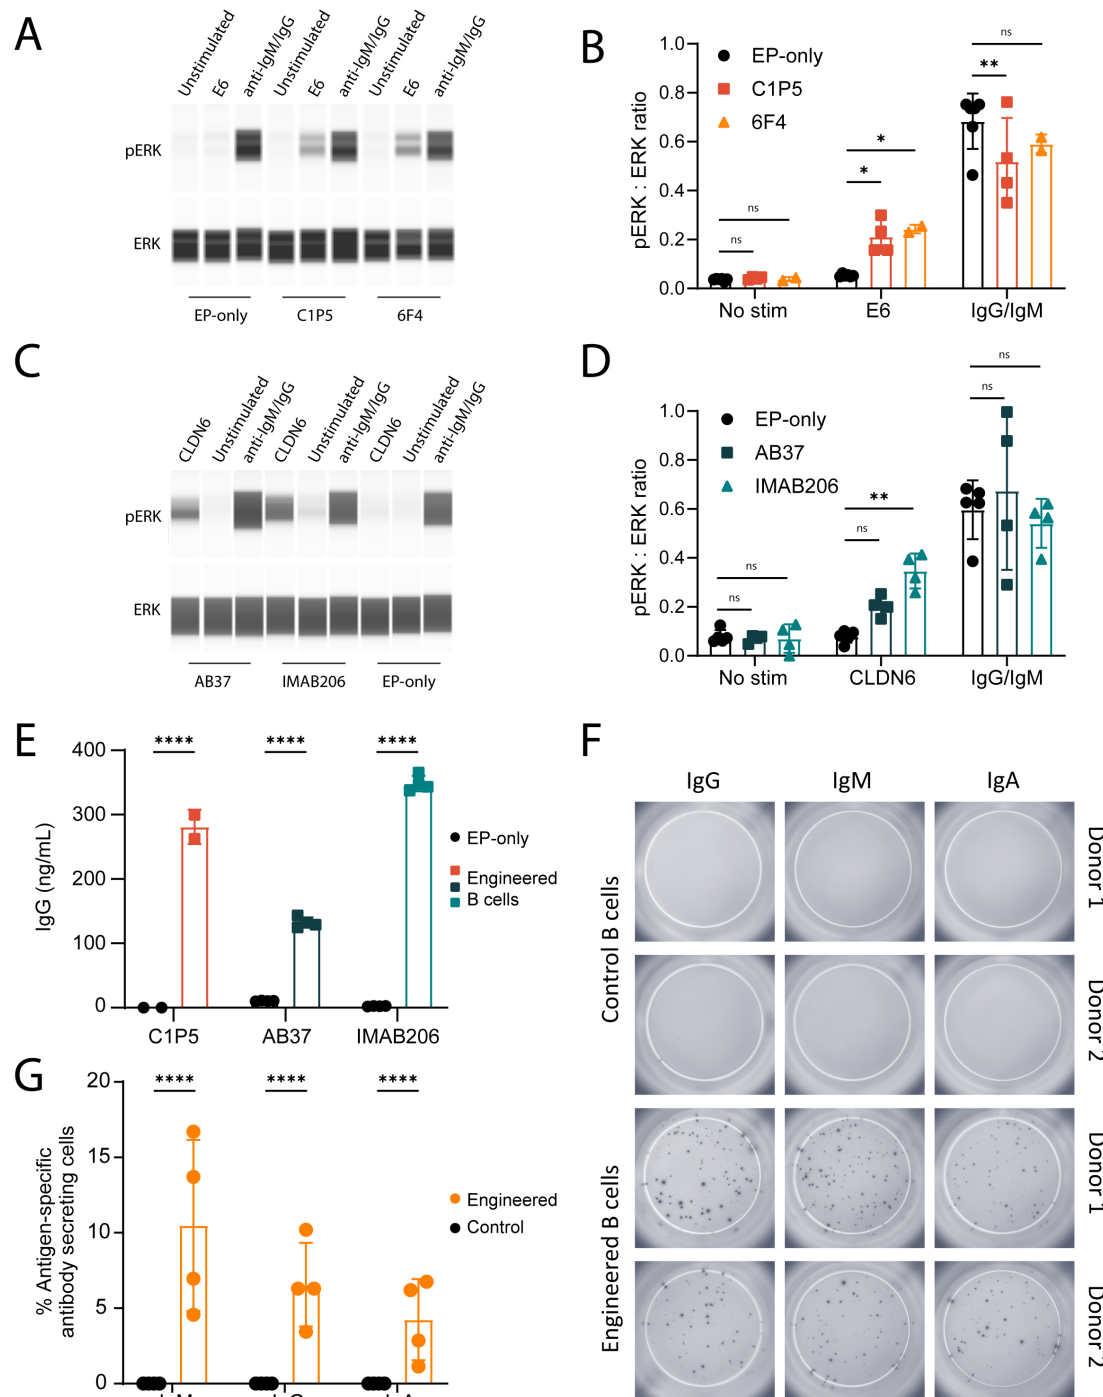 A
Unstimulated
E6
anti-IgM/IgG
Unstimulated
E6
anti-IgM/IgG
Unstimulated
E6
anti-IgM/IgG
pERK
ERK
EP-only
C1P5
6F4
B
pERK : ERK ratio
1.0
0.8
0.6
0.4
0.2
0.0
EP-only
C1P5
6F4
ns
ns
*
*
**
ns
No stim
E6
IgG/IgM
C
CLDN6
Unstimulated
anti-IgM/IgG
CLDN6
Unstimulated
anti-IgM/IgG
CLDN6
Unstimulated
anti-IgM/IgG
pERK
ERK
AB37
IMAB206
EP-only
D
pERK : ERK ratio
1.0
0.8
0.6
0.4
0.2
0.0
EP-only
AB37
IMAB206
ns
ns
ns
**
ns
ns
No stim
CLDN6
IgG/IgM
E
IgG (ng/mL)
400
300
200
100
0
****
****
****
EP-only
Engineered
B cells
C1P5
AB37
IMAB206
F
IgG
IgM
IgA
Control B cells
Engineered B cells
Donor 1
Donor 2
Donor 1
Donor 2
G
% Antigen-specific
antibody secreting cells
20
15
10
5
0
****
****
****
Engineered
Control